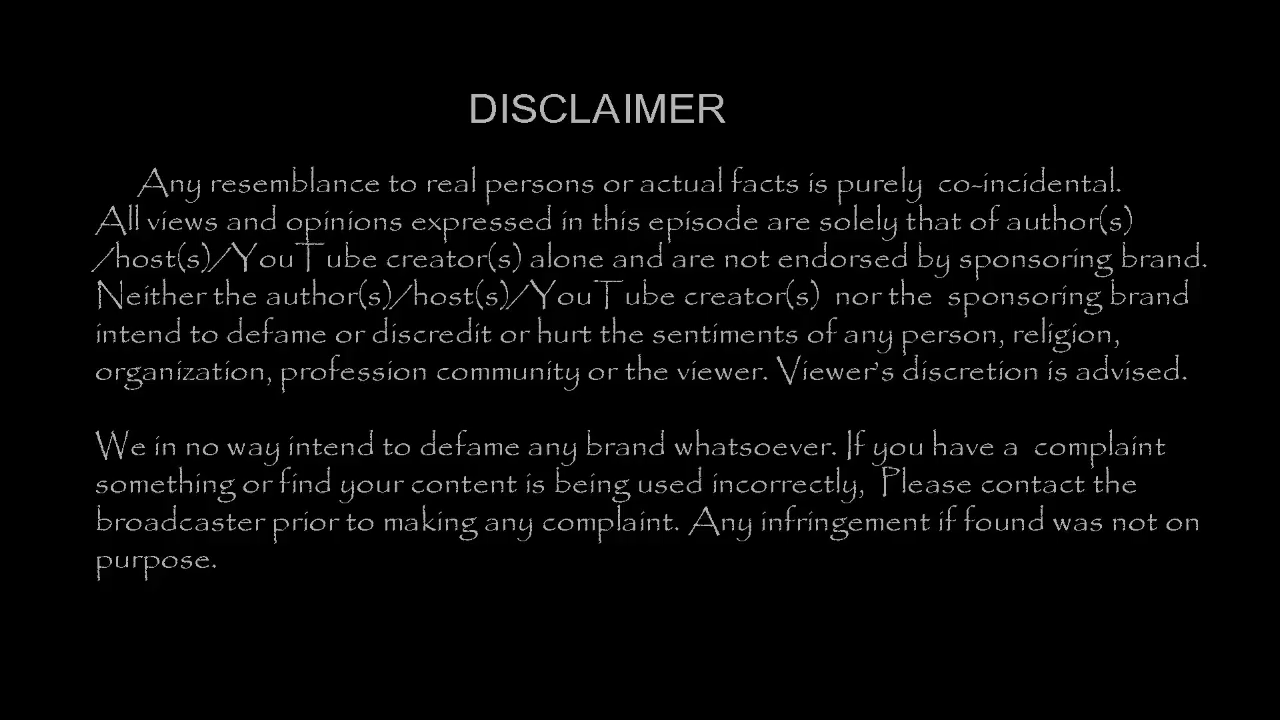 DISCLAIMER
Any resemblance to real persons or actual facts is purely co-incidental.
All views and opinions expressed in this episode are solely that of author(s)
/host(s)/YouTube creator(s) alone and are not endorsed by sponsoring brand.
Neither the author(s)/host(s)/YouTube creator(s) nor the sponsoring brand
intend to defame or discredit or hurt the sentiments of any person, religion,
organization, profession community or the viewer. Viewer's discretion is advised.
We in no way intend to defame any brand whatsoever. If you have a complaint
something or find your content is being used incorrectly, Please contact the
broadcaster prior to making any complaint. Any infringement if found was not on
purpose.